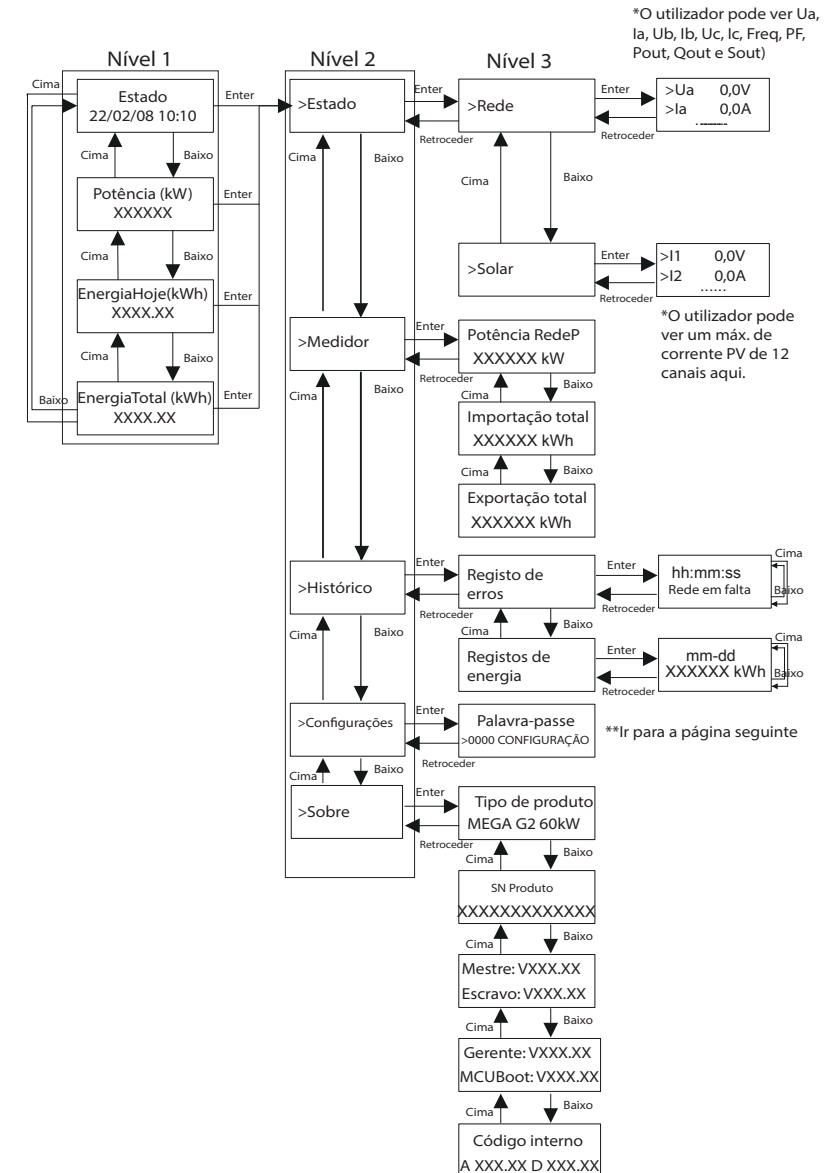 *O utilizador pode ver Ua,
Ia, Ub, Ib, Uc, Ic, Freq, PF,
Pout, Qout e Sout)
Nível 1
Nível 2
Nível 3
Cima
Estado
22/02/08 10:10
Enter
>Estado
Enter
Retroceder
>Rede
Enter
Retroceder
>Ua 0,0V
>Ia 0,0A
......
Cima
Baixo
Cima
Baixo
Potência (kW)
XXXXXX
Enter
Cima
Baixo
Cima
Baixo
EnergiaHoje(kWh)
XXXX.XX
Enter
>Solar
Enter
Retroceder
>I1 0,0V
>I2 0,0A
......
*O utilizador pode
ver um máx. de
corrente PV de 12
canais aqui.
Cima
Baixo
Baixo
EnergiaTotal (kWh)
XXXX.XX
Enter
>Medidor
Enter
Retroceder
Potência RedeP
XXXXXX kW
Cima
Baixo
Cima
Baixo
Importação total
XXXXXX kWh
Cima
Baixo
Exportação total
XXXXXX kWh
>Histórico
Enter
Retroceder
Registo de
erros
Enter
Retroceder
hh:mm:ss
Rede em falta
Cima
Baixo
Cima
Baixo
Cima
Baixo
Registos de
energia
Enter
Retroceder
mm-dd
XXXXXX kWh
Cima
Baixo
>Configurações
Enter
Retroceder
Palavra-passe
>0000 CONFIGURAÇÃO
**Ir para a página seguinte
Cima
Baixo
>Sobre
Enter
Retroceder
Tipo de produto
MEGA G2 60kW
Cima
Baixo
SN Produto
XXXXXXXXXXXXX
Cima
Baixo
Mestre: VXXX.XX
Escravo: VXXX.XX
Cima
Baixo
Gerente: VXXX.XX
MCUBoot: VXXX.XX
Cima
Baixo
Código interno
A XXX.XX D XXX.XX